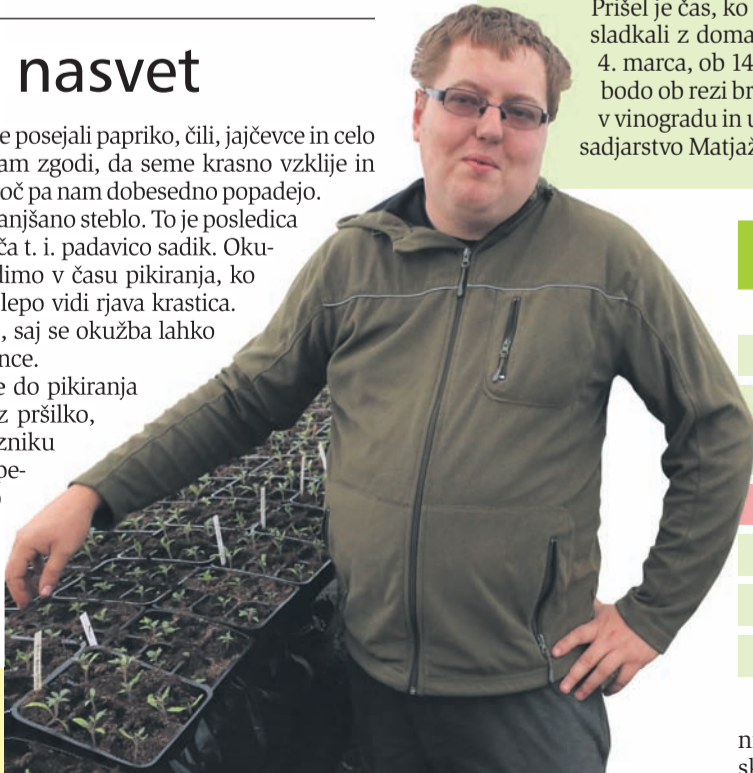 nasvet
e posejali papriko, čili, jajčevce in celo
am zgodi, da seme krasno vzklije in
oč pa nam dobesedno popadejo.
anjšano steblo. To je posledica
ča t. i. padavico sadik. Oku-
dimo v času pikiranja, ko
lepo vidi rjava krastica.
, saj se okužba lahko
nce.
e do pikiranja
z pršilko,
zniku
pe-
Prišel je čas, ko
sladkali z doma
4. marca, ob 14
bodo ob rezi br
v vinogradu in u
sadjarstvo Matjaž
n
sk